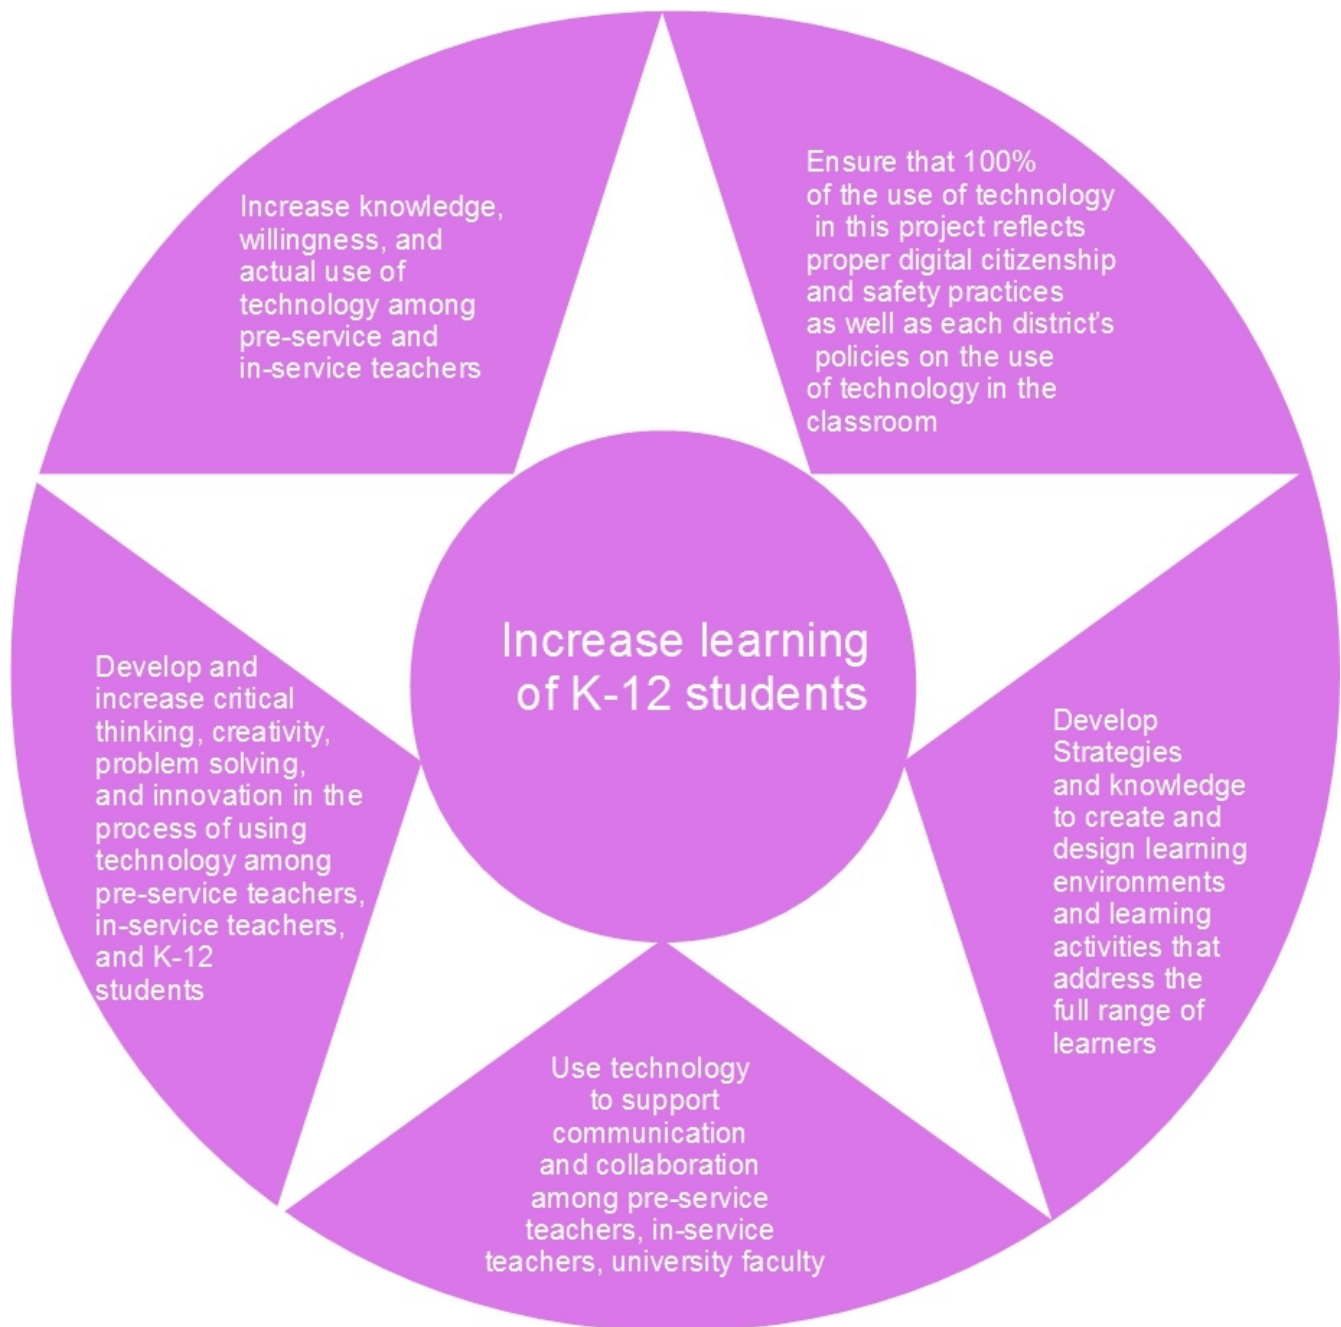 Increase knowledge,
willingness, and
actual use of
technology among
pre-service and
in-service teachers
Ensure that 100%
of the use of technology
in this project reflects
proper digital citizenship
and safety practices
as well as each district's
policies on the use
of technology in the
classroom
Increase learning
of K-12 students
Develop and
increase critical
thinking, creativity,
problem solving,
and innovation in the
process of using
technology among
pre-service teachers,
in-service teachers,
and K-12
students
Develop
Strategies
and knowledge
to create and
design learning
environments
and learning
activities that
address the
full range of
learners
Use technology
to support
communication
and collaboration
among pre-service
teachers, in-service
teachers, university faculty